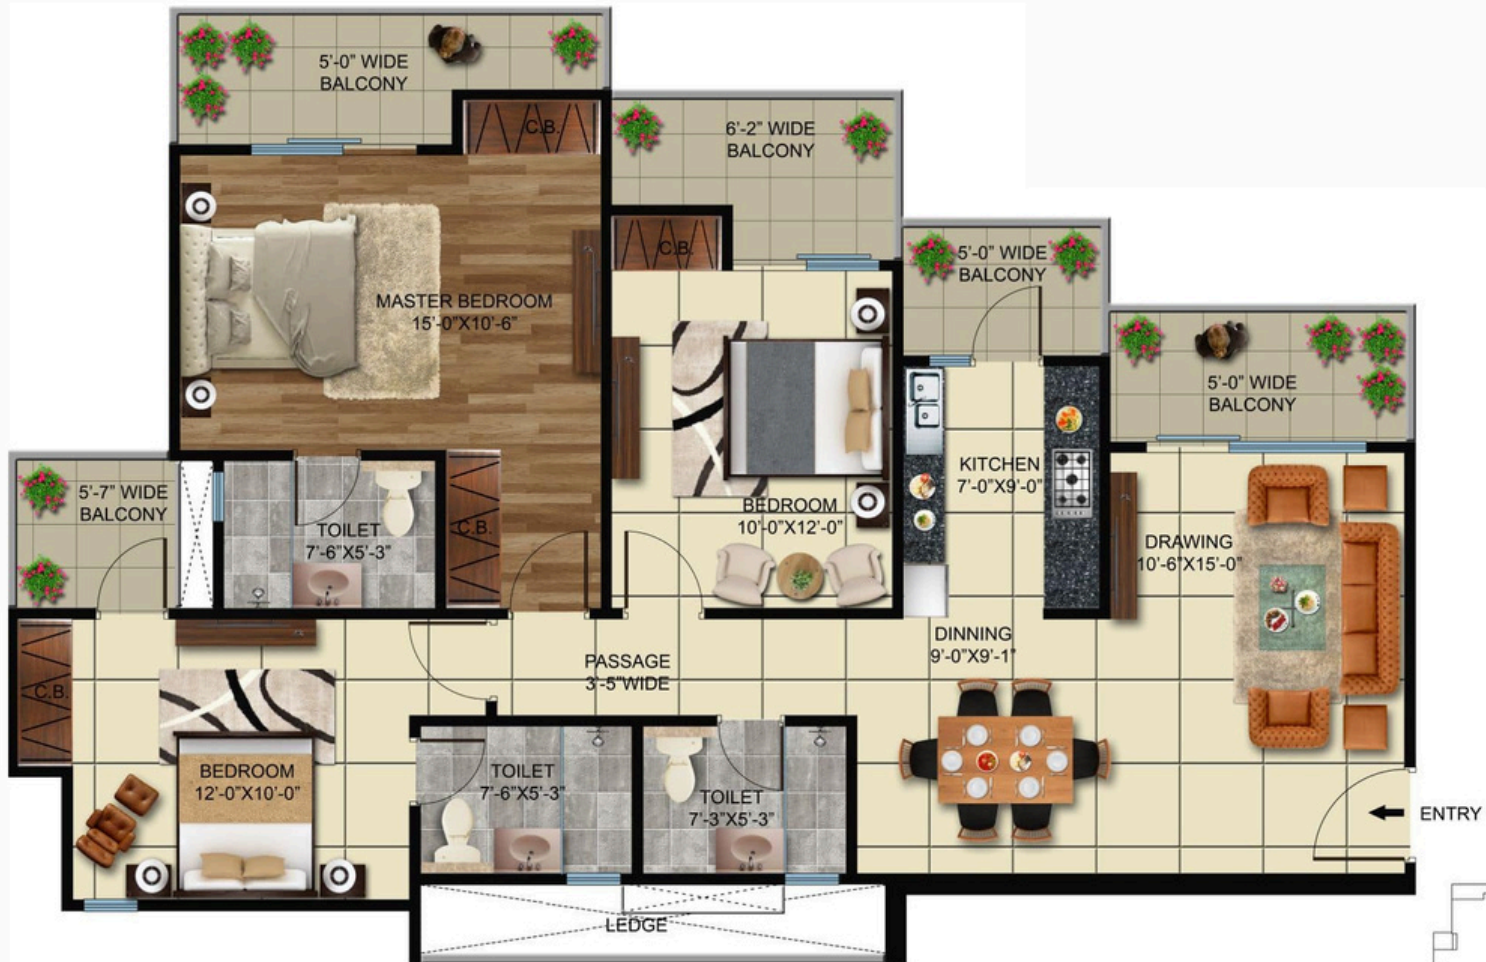 5'-0" WIDE
BALCONY
C.B.
6'-2" WIDE
BALCONY
C.B.
5'-0" WIDE
BALCONY
MASTER BEDROOM
15'-0"X10'-6"
5'-0" WIDE
BALCONY
5'-7" WIDE
BALCONY
TOILET
7'-6"X5'-3"
C.B.
BEDROOM
10'-0"X12'-0"
KITCHEN
7'-0"X9'-0"
DRAWING
10'-6"X15'-0"
DINNING
9'-0"X9'-1"
PASSAGE
3'-5"WIDE
C.B.
BEDROOM
12'-0"X10'-0"
TOILET
7'-6"X5'-3"
TOILET
7'-3"X5'-3"
ENTRY
LEDGE